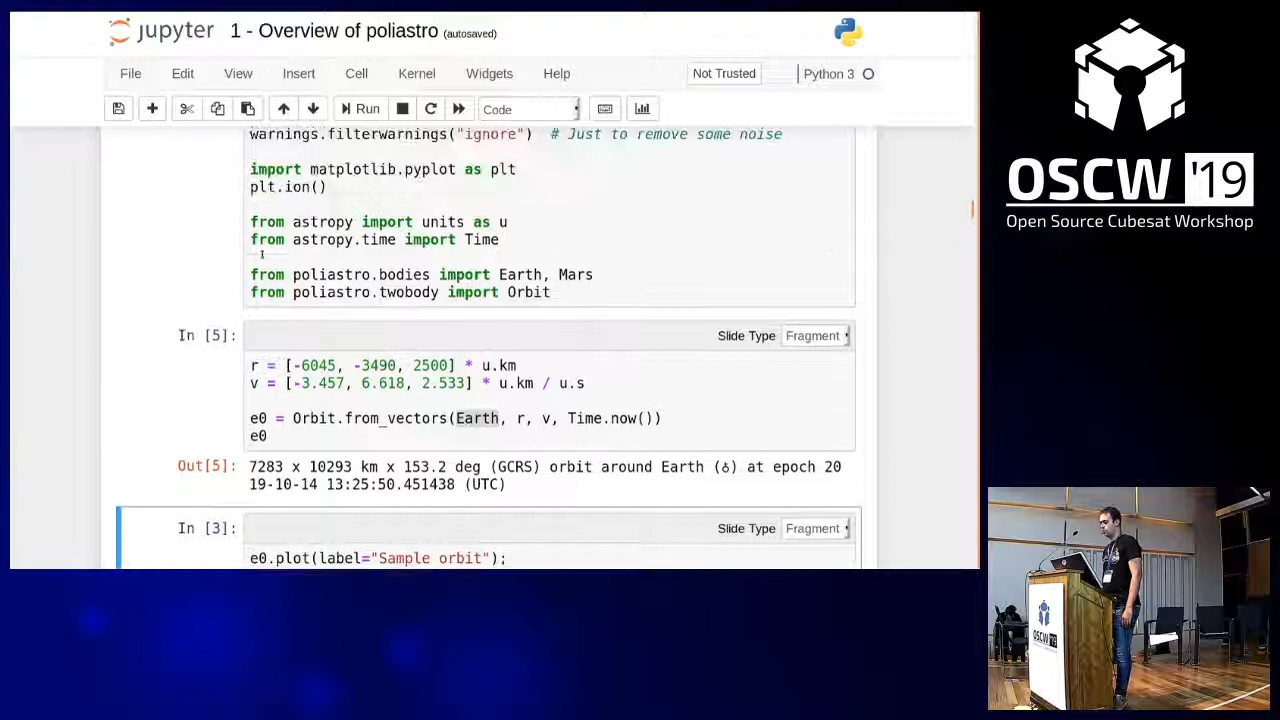 jupyter 1 - Overview of poliastro (autosaved)
File Edit View Insert Cell Kernel Widgets Help Not Trusted Python 3
Run Code
warnings.filterwarnings("ignore") # Just to remove some noise
import matplotlib.pyplot as plt
plt.ion()
from astropy import units as u
from astropy.time import Time
from poliastro.bodies import Earth, Mars
from poliastro.twobody import Orbit
In [5]:
Slide Type Fragment
r = [-6045, -3490, 2500] * u.km
v = [-3.457, 6.618, 2.533] * u.km / u.s
e0 = Orbit.from_vectors(Earth, r, v, Time.now())
e0
Out[5]: 7283 x 10293 km x 153.2 deg (GCRS) orbit around Earth (♁) at epoch 20
19-10-14 13:25:50.451438 (UTC)
In [3]:
Slide Type Fragment
e0.plot(label="Sample orbit");
OSCW '19
Open Source Cubesat Workshop
OSCW '19